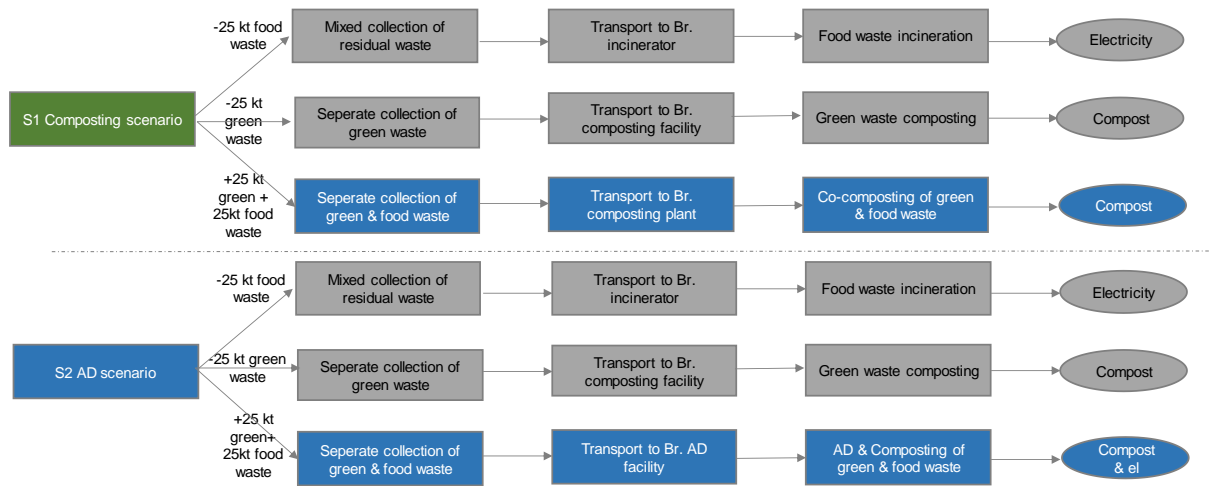 -25 kt food
waste
Mixed collection of
residual waste
Transport to Br.
incinerator
Food waste incineration
Electricity
S1 Composting scenario
-25 kt
green
waste
Seperate collection of
green waste
Transport to Br.
composting facility
Green waste composting
Compost
+25 kt
green +
25kt food
waste
Seperate collection of
green & food waste
Transport to Br.
composting plant
Co-composting of green
& food waste
Compost
-25 kt food
waste
Mixed collection of
residual waste
Transport to Br.
incinerator
Food waste incineration
Electricity
S2 AD scenario
-25 kt green
waste
Seperate collection of
green waste
Transport to Br.
composting facility
Green waste composting
Compost
+25 kt
green+
25kt food
waste
Seperate collection of
green & food waste
Transport to Br. AD
facility
AD & Composting of
green & food waste
Compost
& el